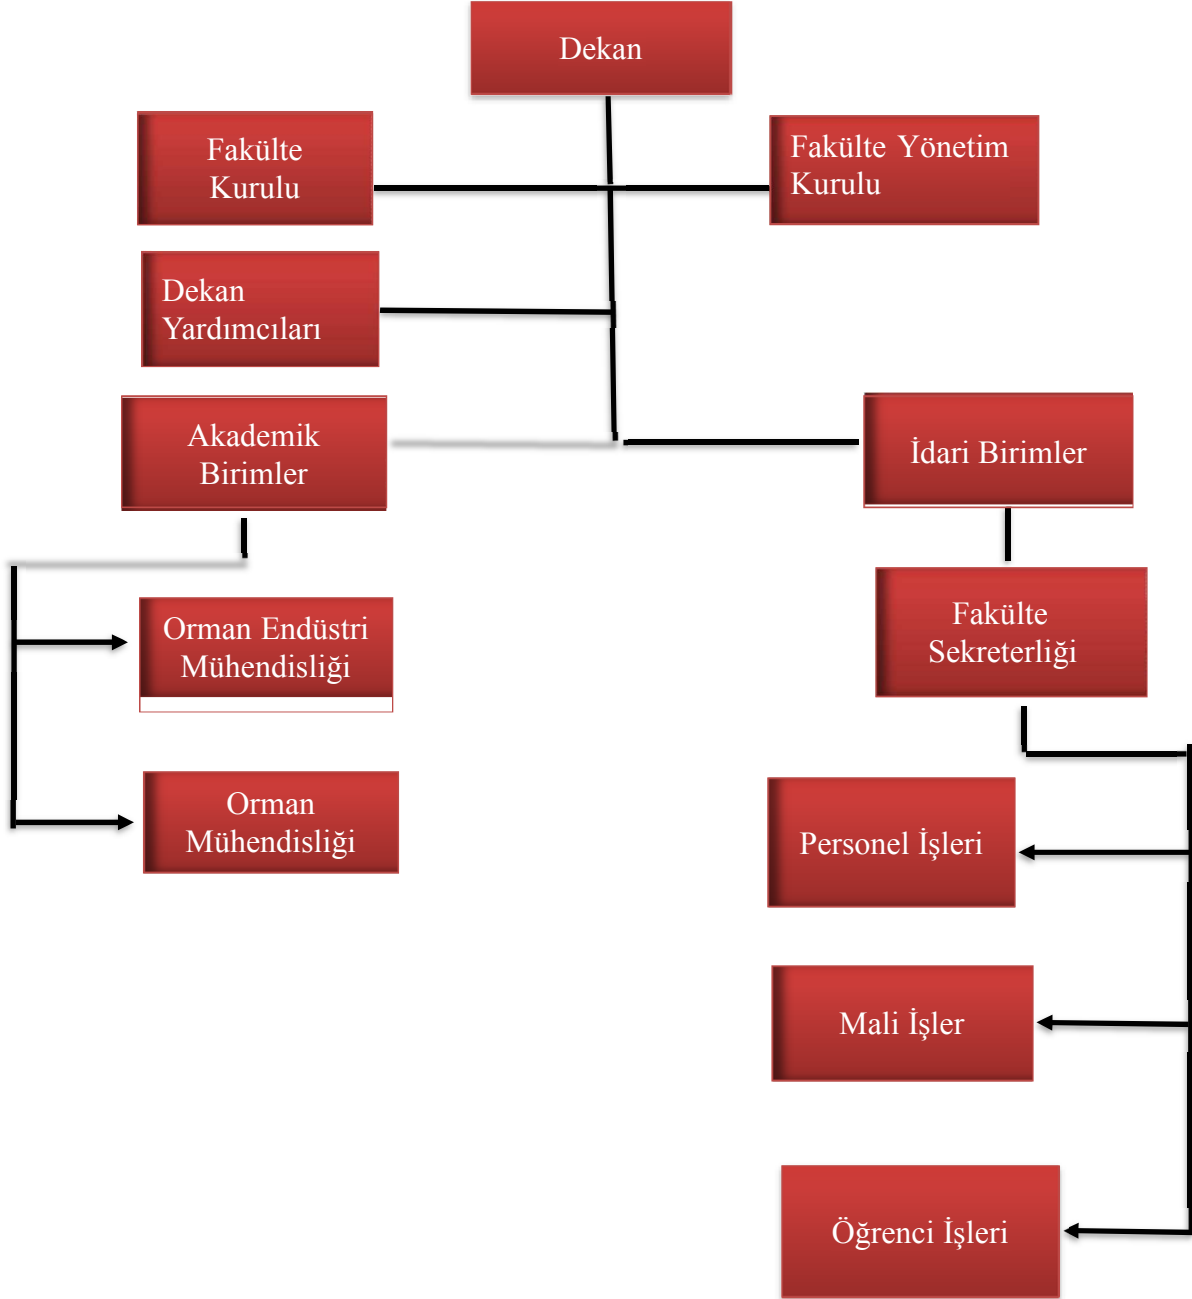 Dekan
Fakülte
Kurulu
Fakülte Yönetim
Kurulu
Dekan
Yardımcıları
Akademik
Birimler
İdari Birimler
Fakülte
Sekreterliği
Orman Endüstri
Mühendisliği
Orman
Mühendisliği
Personel İşleri
Mali İşler
Öğrenci İşleri